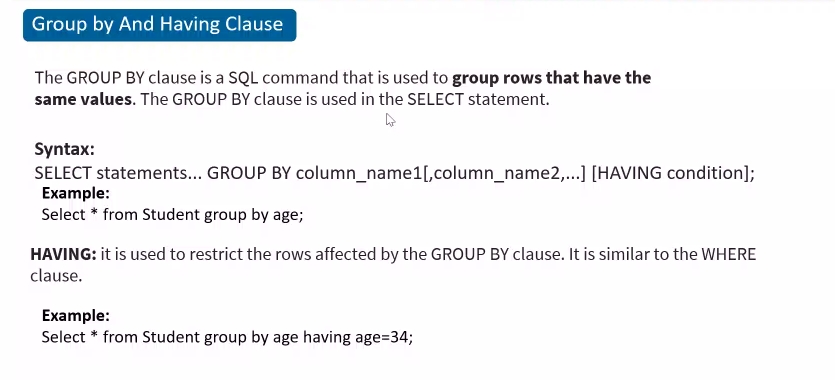 Group by And Having Clause
The GROUP BY clause is a SQL command that is used to group rows that have the
same values. The GROUP BY clause is used in the SELECT statement.
Syntax:
SELECT statements... GROUP BY column_name1[,column_name2,...] [HAVING condition];
Example:
Select * from Student group by age;
HAVING: it is used to restrict the rows affected by the GROUP BY clause. It is similar to the WHERE
clause.
Example:
Select * from Student group by age having age=34;